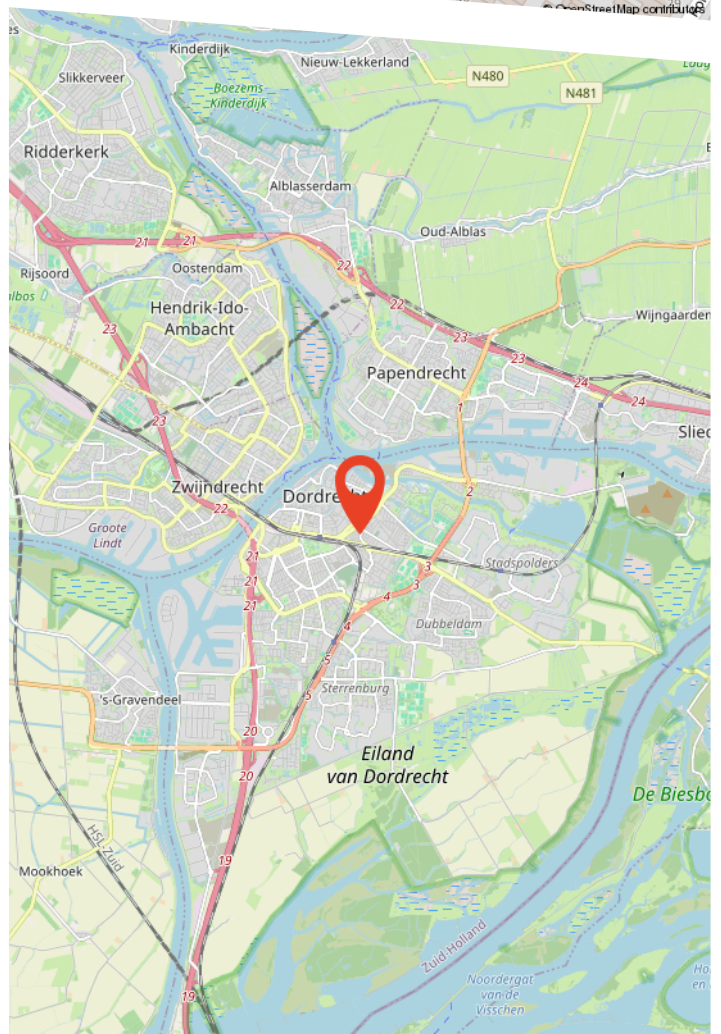 © OpenStreetMap contributors
Kinderdijk
Nieuw-Lekkerland
Slikkerveer
N480
Boezems
Kinderdijk
N481
Ridderkerk
Alblasserdam
Oud-Alblas
21
21
22
Rijsoord
Oostendam
22
Hendrik-Ido-
Ambacht
Wijngaarden
23
23
23
Papendrecht
24
24
1
23
Slied
Zwijndrecht
Dordrecht
2
22
Groote
Lindt
21
Stadspolders
3
21
3
21
4
4
Dubbeldam
5
Sterrenburg
's-Gravendeel
5
20
Eiland
van Dordrecht
20
De Biesbo
HSL-Zuid
19
Mookhoek
Zuid-Holland
Noordergat
van de
Visschen
19